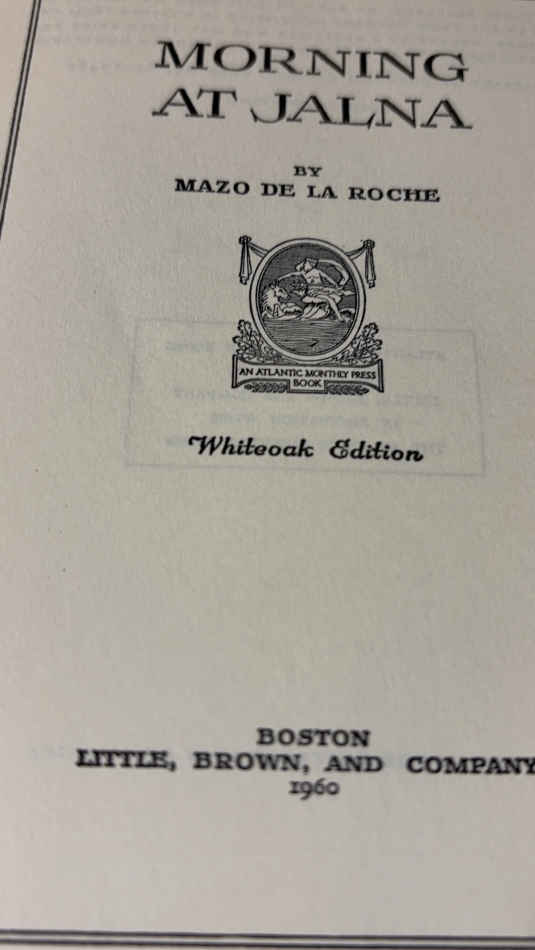 MORNING
AT JALNA
BY
MAZO DE LA ROCHE
AN ATLANTIC MONTHLY PRESS
BOOK
Whiteoak Edition
BOSTON
LITTLE, BROWN, AND COMPANY
1960